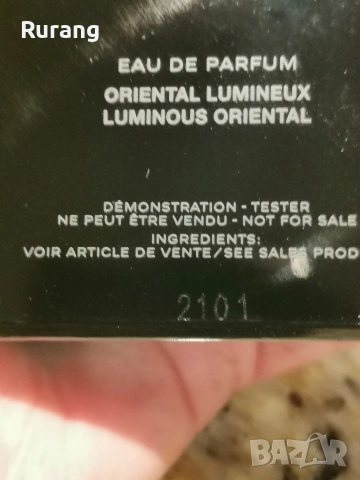 Rurang
EAU DE PARFUM
ORIENTAL LUMINEUX
LUMINOUS ORIENTAL
DÉMONSTRATION - TESTER
NE PEUT ÊTRE VENDU - NOT FOR SALE
INGREDIENTS:
VOIR ARTICLE DE VENTE/SEE SALES PROD
2101
BAZAR